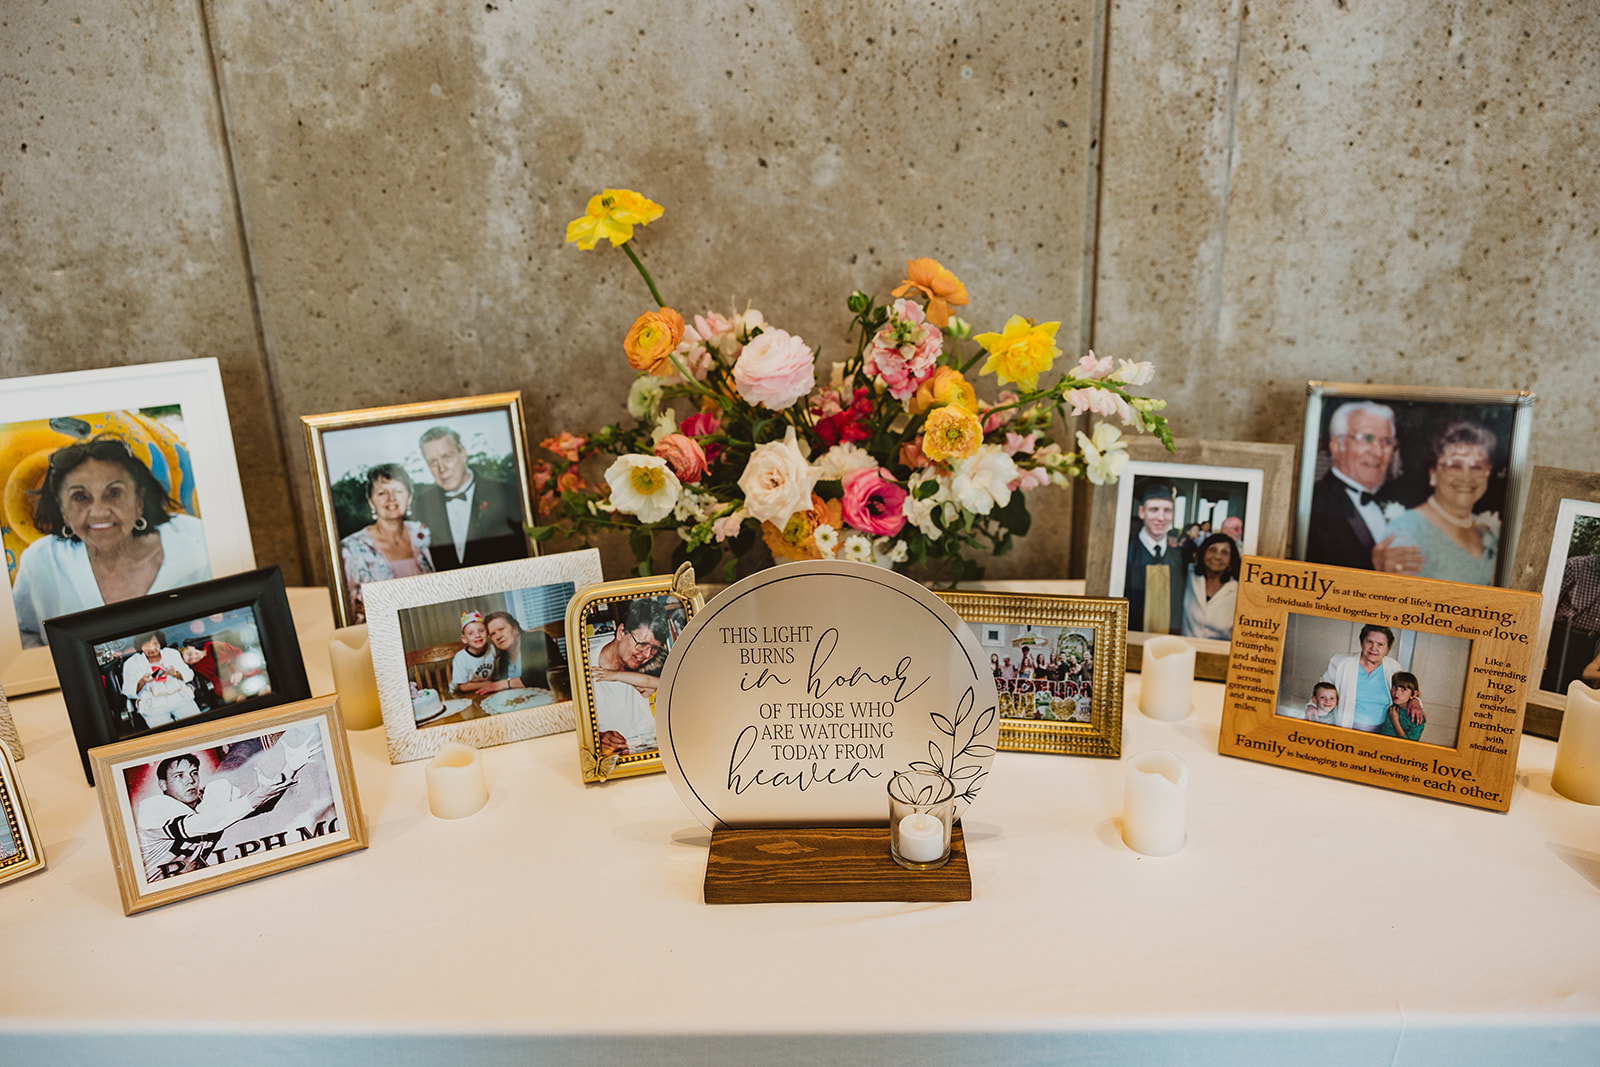 THIS LIGHT
BURNS
in honor
OF THOSE WHO
ARE WATCHING
TODAY FROM
heaven
Family is at the center of life's meaning.
Individuals linked together by a golden chain of love,
family
celebrates
triumphs
and shares
adversities
across
generations
and across
miles.
Like a
neverending
hug,
family
encircles
each
member
with
steadfast
devotion and enduring love.
Family is belonging to and believing in each other.
RALPH MC